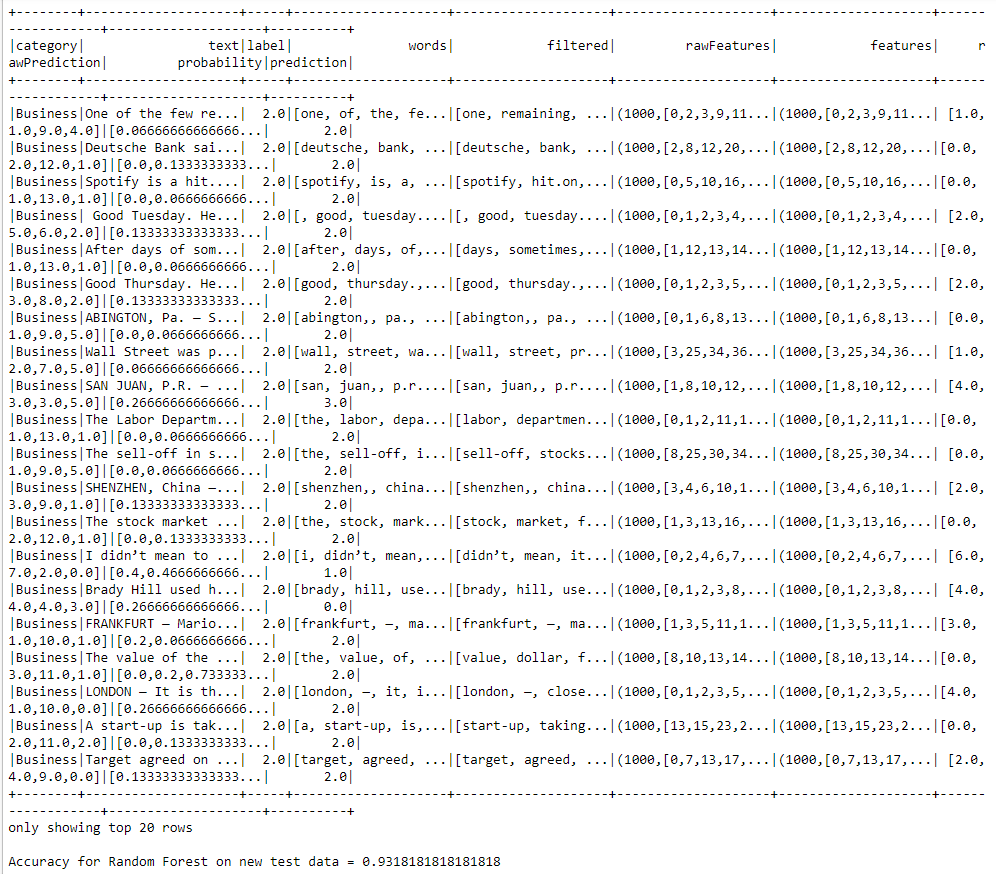 +--------+--------------------+-----+--------------------+--------------------+--------------------+--------------------+------
------------+--------------------+----------+
|category|                text|label|               words|            filtered|         rawFeatures|            features|     r
awPrediction|         probability|prediction|
+--------+--------------------+-----+--------------------+--------------------+--------------------+--------------------+------
------------+--------------------+----------+
|Business|One of the few re...|  2.0|[one, of, the, fe...|[one, remaining, ...|(1000,[0,2,3,9,11...|(1000,[0,2,3,9,11...| [1.0,
1.0,9.0,4.0]|[0.06666666666666...|       2.0|
|Business|Deutsche Bank sai...|  2.0|[deutsche, bank, ...|[deutsche, bank, ...|(1000,[2,8,12,20,...|(1000,[2,8,12,20,...|[0.0,
2.0,12.0,1.0]|[0.0,0.1333333333...|       2.0|
|Business|Spotify is a hit....|  2.0|[spotify, is, a, ...|[spotify, hit.on,...|(1000,[0,5,10,16,...|(1000,[0,5,10,16,...|[0.0,
1.0,13.0,1.0]|[0.0,0.0666666666...|       2.0|
|Business| Good Tuesday. He...|  2.0|[, good, tuesday....|[, good, tuesday....|(1000,[0,1,2,3,4,...|(1000,[0,1,2,3,4,...| [2.0,
5.0,6.0,2.0]|[0.13333333333333...|       2.0|
|Business|After days of som...|  2.0|[after, days, of,...|[days, sometimes,...|(1000,[1,12,13,14...|(1000,[1,12,13,14...|[0.0,
1.0,13.0,1.0]|[0.0,0.0666666666...|       2.0|
|Business|Good Thursday. He...|  2.0|[good, thursday.,...|[good, thursday.,...|(1000,[0,1,2,3,5,...|(1000,[0,1,2,3,5,...| [2.0,
3.0,8.0,2.0]|[0.13333333333333...|       2.0|
|Business|ABINGTON, Pa. — S...|  2.0|[abington,, pa., ...|[abington,, pa., ...|(1000,[0,1,6,8,13...|(1000,[0,1,6,8,13...| [0.0,
1.0,9.0,5.0]|[0.0,0.0666666666...|       2.0|
|Business|Wall Street was p...|  2.0|[wall, street, wa...|[wall, street, pr...|(1000,[3,25,34,36...|(1000,[3,25,34,36...| [1.0,
2.0,7.0,5.0]|[0.06666666666666...|       2.0|
|Business|SAN JUAN, P.R. — ...|  2.0|[san, juan,, p.r....|[san, juan,, p.r....|(1000,[1,8,10,12,...|(1000,[1,8,10,12,...| [4.0,
3.0,3.0,5.0]|[0.26666666666666...|       3.0|
|Business|The Labor Departm...|  2.0|[the, labor, depa...|[labor, departmen...|(1000,[0,1,2,11,1...|(1000,[0,1,2,11,1...|[0.0,
1.0,13.0,1.0]|[0.0,0.0666666666...|       2.0|
|Business|The sell-off in s...|  2.0|[the, sell-off, i...|[sell-off, stocks...|(1000,[8,25,30,34...|(1000,[8,25,30,34...| [0.0,
1.0,9.0,5.0]|[0.0,0.0666666666...|       2.0|
|Business|SHENZHEN, China —...|  2.0|[shenzhen,, china...|[shenzhen,, china...|(1000,[3,4,6,10,1...|(1000,[3,4,6,10,1...| [2.0,
3.0,9.0,1.0]|[0.13333333333333...|       2.0|
|Business|The stock market ...|  2.0|[the, stock, mark...|[stock, market, f...|(1000,[1,3,13,16,...|(1000,[1,3,13,16,...|[0.0,
2.0,12.0,1.0]|[0.0,0.1333333333...|       2.0|
|Business|I didn’t mean to ...|  2.0|[i, didn’t, mean,...|[didn’t, mean, it...|(1000,[0,2,4,6,7,...|(1000,[0,2,4,6,7,...| [6.0,
7.0,2.0,0.0]|[0.4,0.4666666666...|       1.0|
|Business|Brady Hill used h...|  2.0|[brady, hill, use...|[brady, hill, use...|(1000,[0,1,2,3,8,...|(1000,[0,1,2,3,8,...| [4.0,
4.0,4.0,3.0]|[0.26666666666666...|       0.0|
|Business|FRANKFURT — Mario...|  2.0|[frankfurt, —, ma...|[frankfurt, —, ma...|(1000,[1,3,5,11,1...|(1000,[1,3,5,11,1...|[3.0,
1.0,10.0,1.0]|[0.2,0.0666666666...|       2.0|
|Business|The value of the ...|  2.0|[the, value, of, ...|[value, dollar, f...|(1000,[8,10,13,14...|(1000,[8,10,13,14...|[0.0,
3.0,11.0,1.0]|[0.0,0.2,0.733333...|       2.0|
|Business|LONDON — It is th...|  2.0|[london, —, it, i...|[london, —, close...|(1000,[0,1,2,3,5,...|(1000,[0,1,2,3,5,...|[4.0,
1.0,10.0,0.0]|[0.26666666666666...|       2.0|
|Business|A start-up is tak...|  2.0|[a, start-up, is,...|[start-up, taking...|(1000,[13,15,23,2...|(1000,[13,15,23,2...|[0.0,
2.0,11.0,2.0]|[0.0,0.1333333333...|       2.0|
|Business|Target agreed on ...|  2.0|[target, agreed, ...|[target, agreed, ...|(1000,[0,7,13,17,...|(1000,[0,7,13,17,...| [2.0,
4.0,9.0,0.0]|[0.13333333333333...|       2.0|
+--------+--------------------+-----+--------------------+--------------------+--------------------+--------------------+------
------------+--------------------+----------+
only showing top 20 rows
Accuracy for Random Forest on new test data = 0.9318181818181818